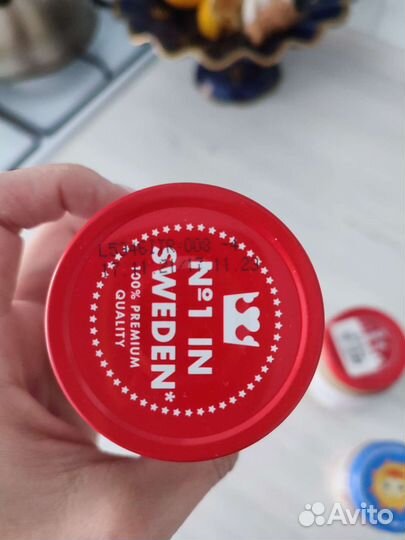 Nº1 IN
SWEDEN*
100% PREMIUM
QUALITY
Avito